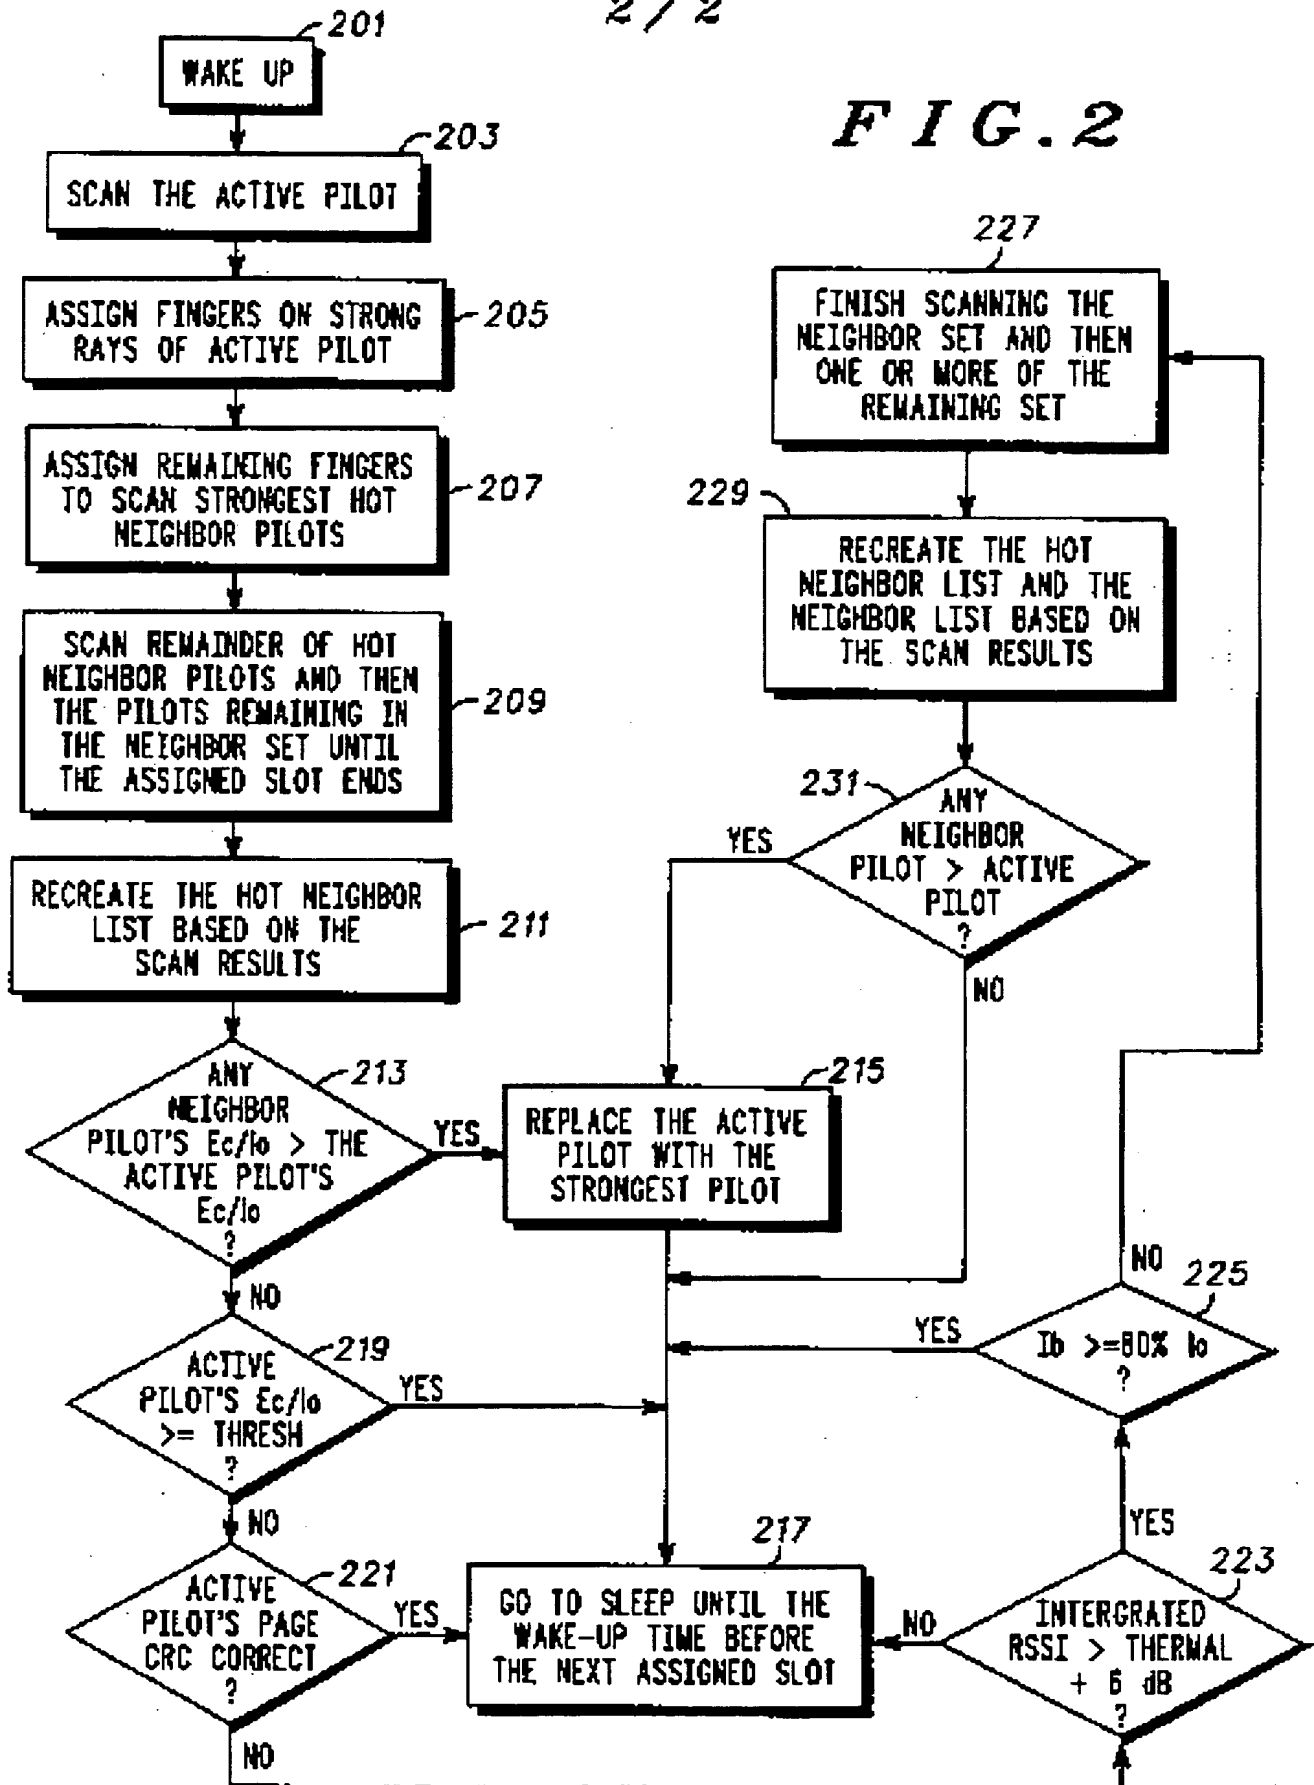 2/2
201
WAKE UP
FIG.2
203
SCAN THE ACTIVE PILOT
205
ASSIGN FINGERS ON STRONG
RAYS OF ACTIVE PILOT
207
ASSIGN REMAINING FINGERS
TO SCAN STRONGEST HOT
NEIGHBOR PILOTS
209
SCAN REMAINDER OF HOT
NEIGHBOR PILOTS AND THEN
THE PILOTS REMAINING IN
THE NEIGHBOR SET UNTIL
THE ASSIGNED SLOT ENDS
211
RECREATE THE HOT NEIGHBOR
LIST BASED ON THE
SCAN RESULTS
213
ANY
NEIGHBOR
PILOT'S Ec/Io > THE
ACTIVE PILOT'S
Ec/Io
?
YES
NO
215
REPLACE THE ACTIVE
PILOT WITH THE
STRONGEST PILOT
219
ACTIVE
PILOT'S Ec/Io
>= THRESH
?
YES
NO
221
ACTIVE
PILOT'S PAGE
CRC CORRECT
?
YES
NO
217
GO TO SLEEP UNTIL THE
WAKE-UP TIME BEFORE
THE NEXT ASSIGNED SLOT
223
INTERGRATED
RSSI > THERMAL
+ 6 dB
?
NO
YES
225
Ib >=80% Io
?
YES
NO
227
FINISH SCANNING THE
NEIGHBOR SET AND THEN
ONE OR MORE OF THE
REMAINING SET
229
RECREATE THE HOT
NEIGHBOR LIST AND THE
NEIGHBOR LIST BASED ON
THE SCAN RESULTS
231
ANY
NEIGHBOR
PILOT > ACTIVE
PILOT
?
YES
NO